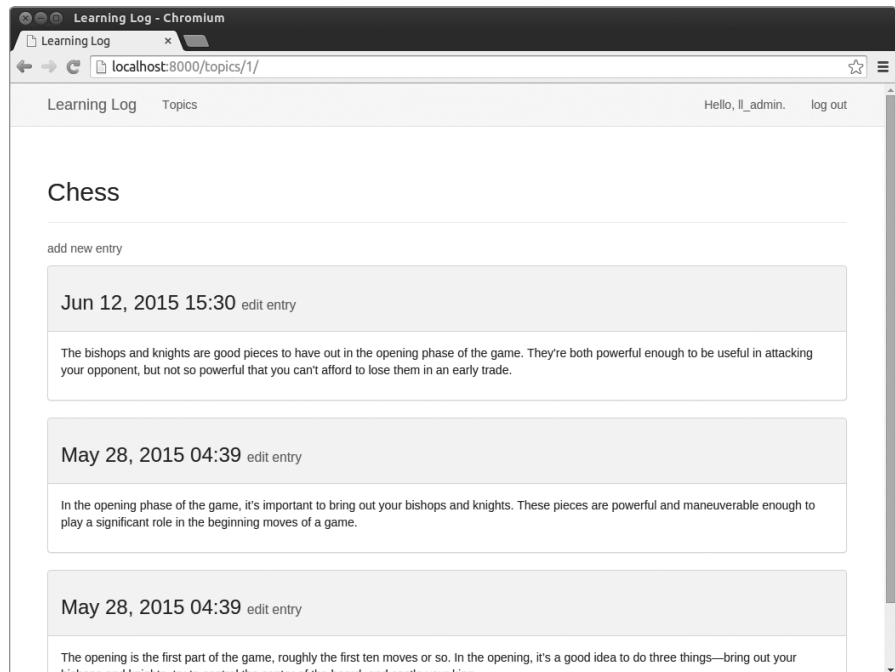 Learning Log - Chromium
Learning Log
localhost:8000/topics/1/
Learning Log Topics Hello, ll_admin. log out
Chess
add new entry
Jun 12, 2015 15:30 edit entry
The bishops and knights are good pieces to have out in the opening phase of the game. They're both powerful enough to be useful in attacking
your opponent, but not so powerful that you can't afford to lose them in an early trade.
May 28, 2015 04:39 edit entry
In the opening phase of the game, it's important to bring out your bishops and knights. These pieces are powerful and maneuverable enough to
play a significant role in the beginning moves of a game.
May 28, 2015 04:39 edit entry
The opening is the first part of the game, roughly the first ten moves or so. In the opening, it's a good idea to do three things—bring out your